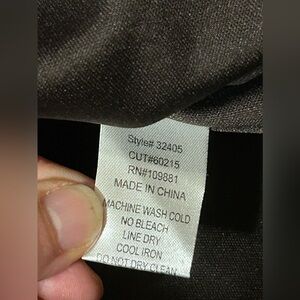 Style# 32405
CUT#60215
RN#109881
MADE IN CHINA
MACHINE WASH COLD
NO BLEACH
LINE DRY
COOL IRON
DO NOT DRY CLEAN